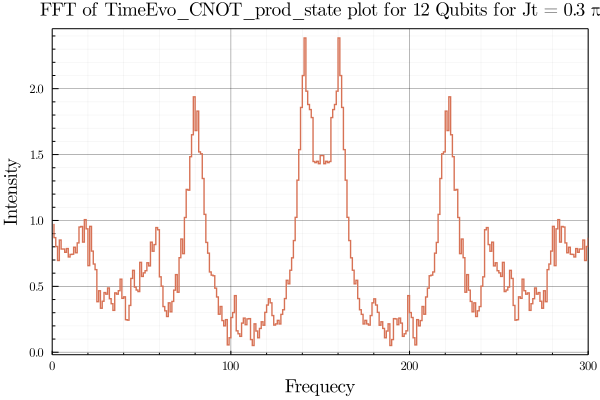 FFT of TimeEvo_CNOT_prod_state plot for 12 Qubits for Jt = 0.3 π
2.0
1.5
1.0
0.5
0.0
Intensity
0 100 200 300
Frequecy